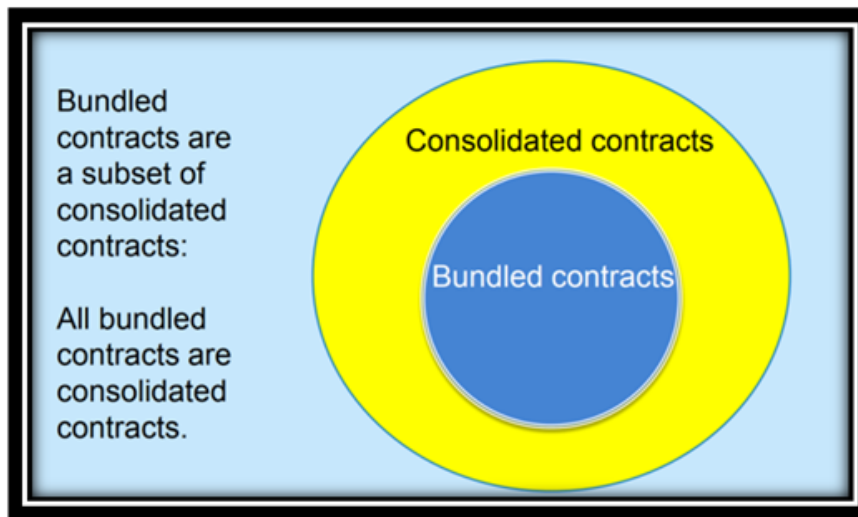 Bundled
contracts are
a subset of
consolidated
contracts:
All bundled
contracts are
consolidated
contracts.
Consolidated contracts
Bundled contracts